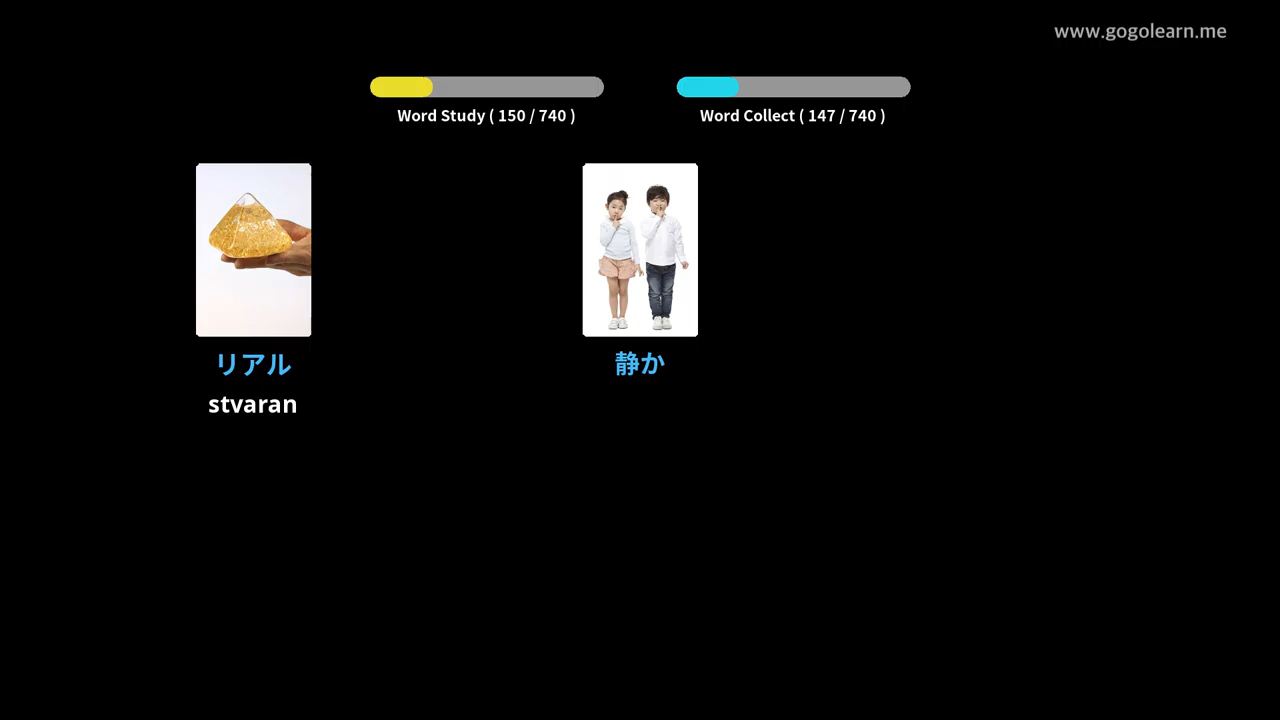 www.gogolearn.me
Word Study ( 150 / 740 )
Word Collect ( 147 / 740 )
リアル
静か
stvaran